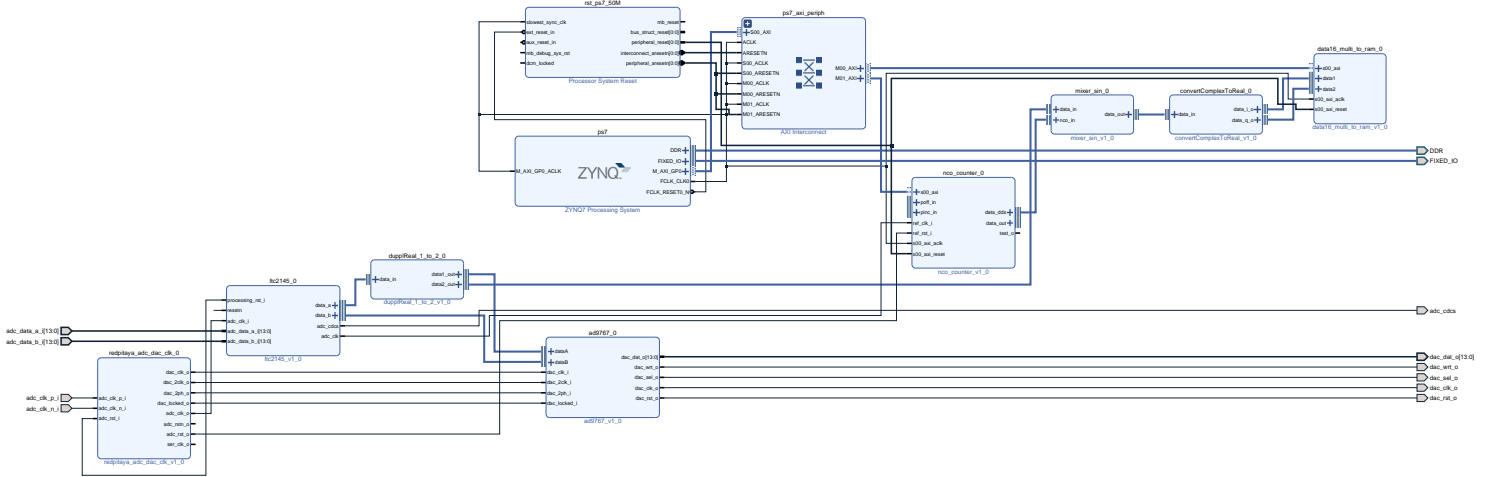 rst_ps7_50M
slowest_sync_clk
ext_reset_in
aux_reset_in
mb_debug_sys_rst
dcm_locked
mb_reset
bus_struct_reset[0:0]
peripheral_reset[0:0]
interconnect_aresetn[0:0]
peripheral_aresetn[0:0]
Processor System Reset
ps7_axi_periph
S00_AXI
ACLK
ARESETN
S00_ACLK
S00_ARESETN
M00_ACLK
M00_ARESETN
M01_ACLK
M01_ARESETN
M00_AXI
M01_AXI
AXI Interconnect
data16_multi_to_ram_0
s00_axi
data1
data2
s00_axi_aclk
s00_axi_reset
data16_multi_to_ram_v1_0
mixer_sin_0
data_in
nco_in
data_out
mixer_sin_v1_0
convertComplexToReal_0
data_in
data_i_o
data_q_o
convertComplexToReal_v1_0
ps7
M_AXI_GP0_ACLK
ZYNQ
DDR
FIXED_IO
M_AXI_GP0
FCLK_CLK0
FCLK_RESET0_N
ZYNQ7 Processing System
DDR
FIXED_IO
nco_counter_0
s00_axi
poff_in
pinc_in
ref_clk_i
ref_rst_i
s00_axi_aclk
s00_axi_reset
data_dds
data_out
test_o
nco_counter_v1_0
dupplReal_1_to_2_0
data_in
data1_out
data2_out
dupplReal_1_to_2_v1_0
ltc2145_0
processing_rst_i
resetn
adc_clk_i
adc_data_a_i[13:0]
adc_data_b_i[13:0]
data_a
data_b
adc_cdcs
adc_clk
ltc2145_v1_0
adc_data_a_i[13:0]
adc_data_b_i[13:0]
adc_cdcs
redpitaya_adc_dac_clk_0
adc_clk_p_i
adc_clk_n_i
adc_rst_i
dac_clk_o
dac_2clk_o
dac_2ph_o
dac_locked_o
adc_clk_o
adc_rstn_o
adc_rst_o
ser_clk_o
redpitaya_adc_dac_clk_v1_0
adc_clk_p_i
adc_clk_n_i
ad9767_0
dataA
dataB
dac_clk_i
dac_2clk_i
dac_2ph_i
dac_locked_i
dac_dat_o[13:0]
dac_wrt_o
dac_sel_o
dac_clk_o
dac_rst_o
ad9767_v1_0
dac_dat_o[13:0]
dac_wrt_o
dac_sel_o
dac_clk_o
dac_rst_o